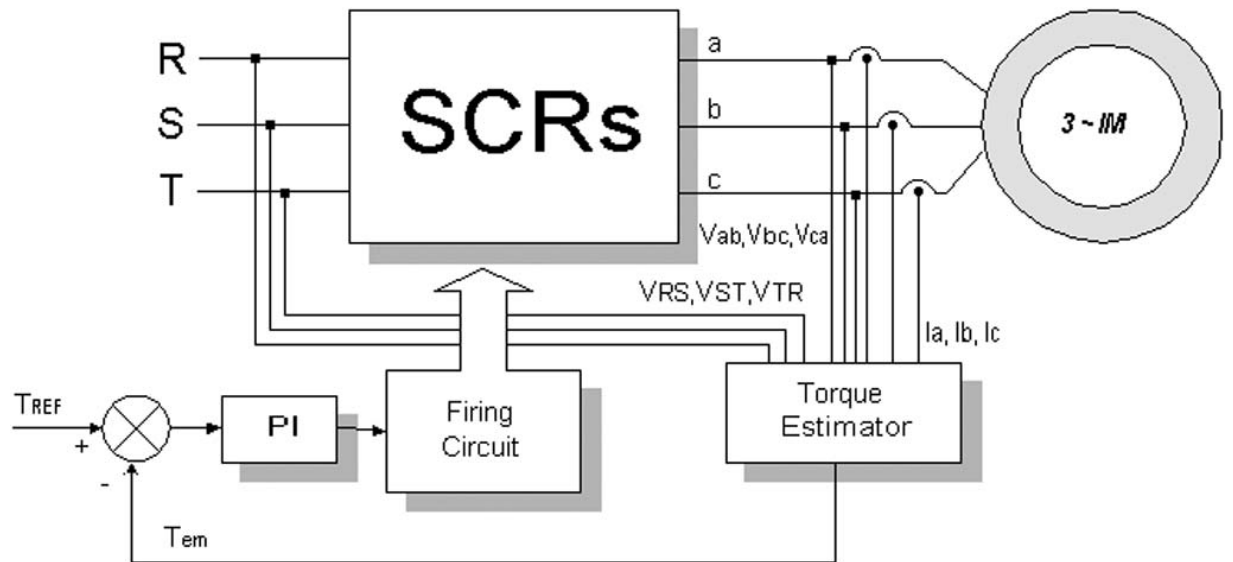 R
S
T
SCRs
a
b
c
3 ~ IM
Vab,Vbc,Vca
VRS,VST,VTR
Ia, Ib, Ic
TREF
+
-
PI
Firing
Circuit
Torque
Estimator
Tem